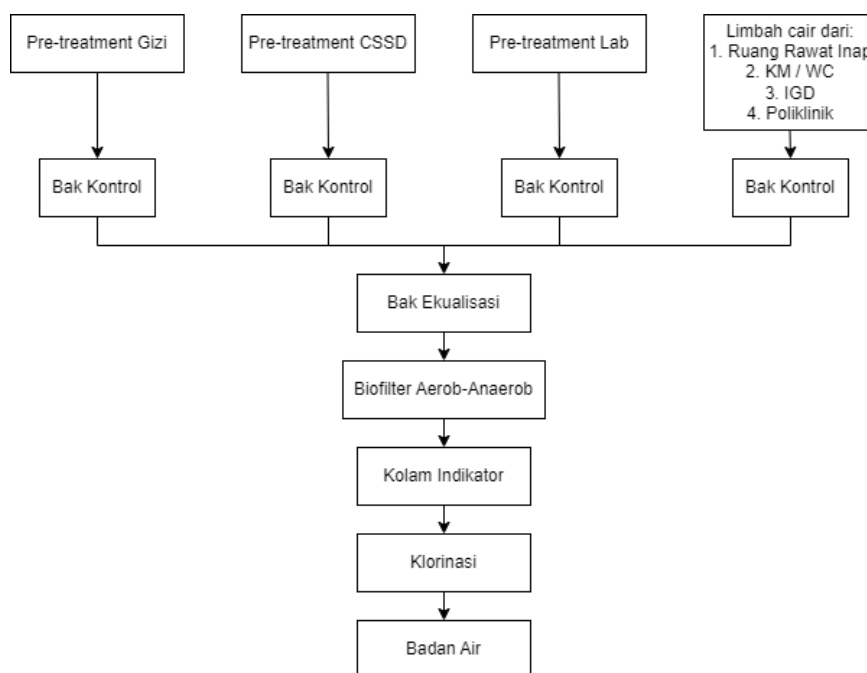 Pre-treatment Gizi
Pre-treatment CSSD
Pre-treatment Lab
Limbah cair dari:
1. Ruang Rawat Inap
2. KM / WC
3. IGD
4. Poliklinik
Bak Kontrol
Bak Kontrol
Bak Kontrol
Bak Kontrol
Bak Ekualisasi
Biofilter Aerob-Anaerob
Kolam Indikator
Klorinasi
Badan Air